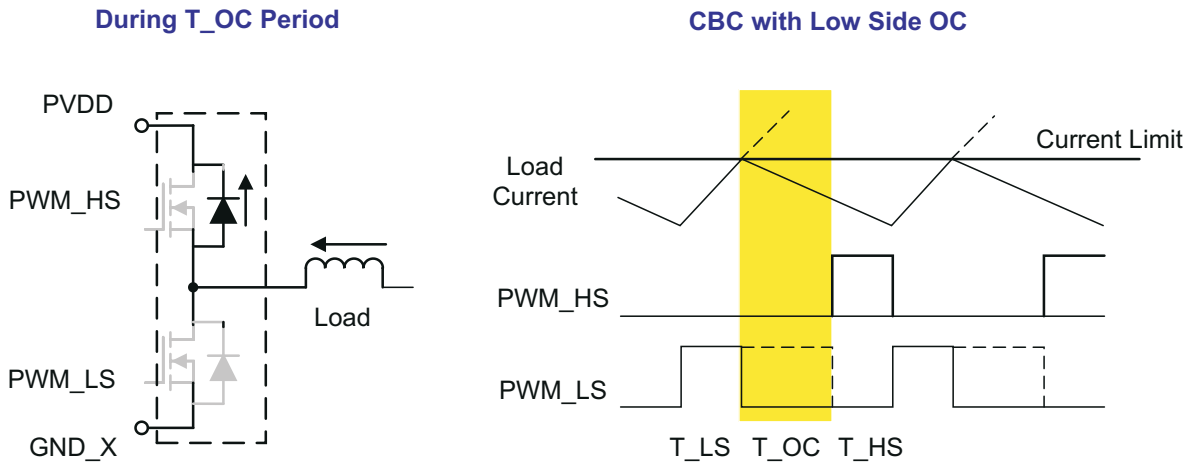 During T_OC Period
PVDD
PWM_HS
Load
PWM_LS
GND_X
CBC with Low Side OC
Current Limit
Load
Current
PWM_HS
PWM_LS
T_LS T_OC T_HS